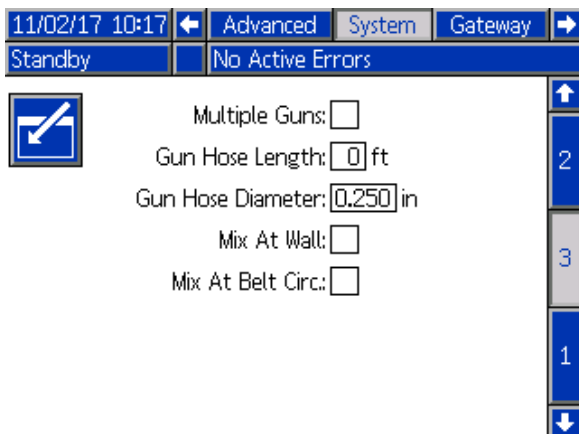 11/02/17 10:17 Advanced System Gateway
Standby No Active Errors
Multiple Guns:
Gun Hose Length: 0 ft
Gun Hose Diameter: 0.250 in
Mix At Wall:
Mix At Belt Circ.:
2
3
1